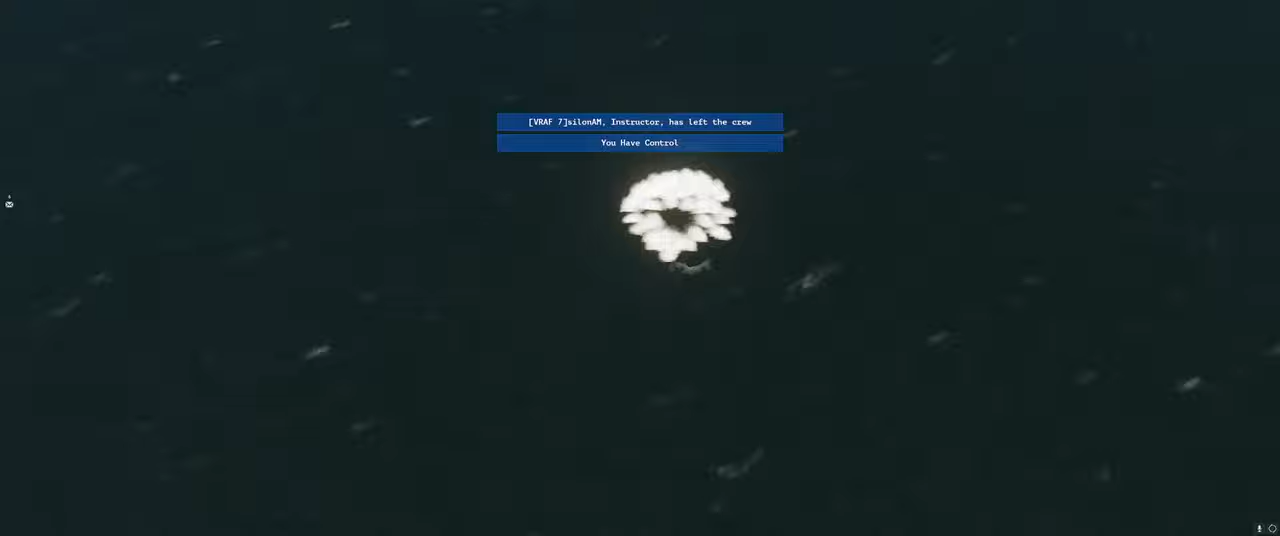 [VRAF 7]silonAM, Instructor, has left the crew
You Have Control